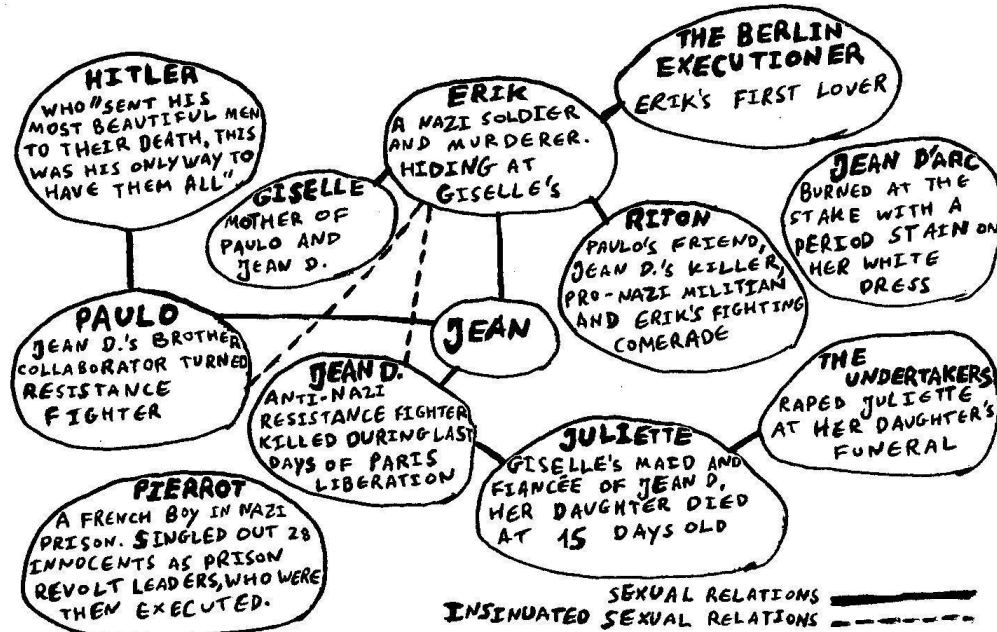 HITLER
WHO "SENT HIS
MOST BEAUTIFUL MEN
TO THEIR DEATH, THIS
WAS HIS ONLY WAY TO
HAVE THEM ALL"
ERIK
A NAZI SOLDIER
AND MURDERER.
HIDING AT
GISELLE'S
THE BERLIN
EXECUTIONER
ERIK'S FIRST LOVER
GISELLE
MOTHER OF
PAULO AND
JEAN D.
RITON
PAULO'S FRIEND,
JEAN D.'S KILLER,
PRO-NAZI MILITIAN
AND ERIK'S FIGHTING
COMERADE
JEAN D'ARC
BURNED AT THE
STAKE WITH A
PERIOD STAIN ON
HER WHITE
DRESS
PAULO
JEAN D.'S BROTHER
COLLABORATOR TURNED
RESISTANCE
FIGHTER
JEAN
JEAN D.
ANTI-NAZI
RESISTANCE FIGHTER
KILLED DURING LAST
DAYS OF PARIS
LIBERATION
JULIETTE
GISELLE'S MAID AND
FIANCÉE OF JEAN D.
HER DAUGHTER DIED
AT 15 DAYS OLD
THE
UNDERTAKERS
RAPED JULIETTE
AT HER DAUGHTER'S
FUNERAL
PIERROT
A FRENCH BOY IN NAZI
PRISON. SINGLED OUT 28
INNOCENTS AS PRISON
REVOLT LEADERS, WHO WERE
THEN EXECUTED.
SEXUAL RELATIONS
INSINUATED SEXUAL RELATIONS